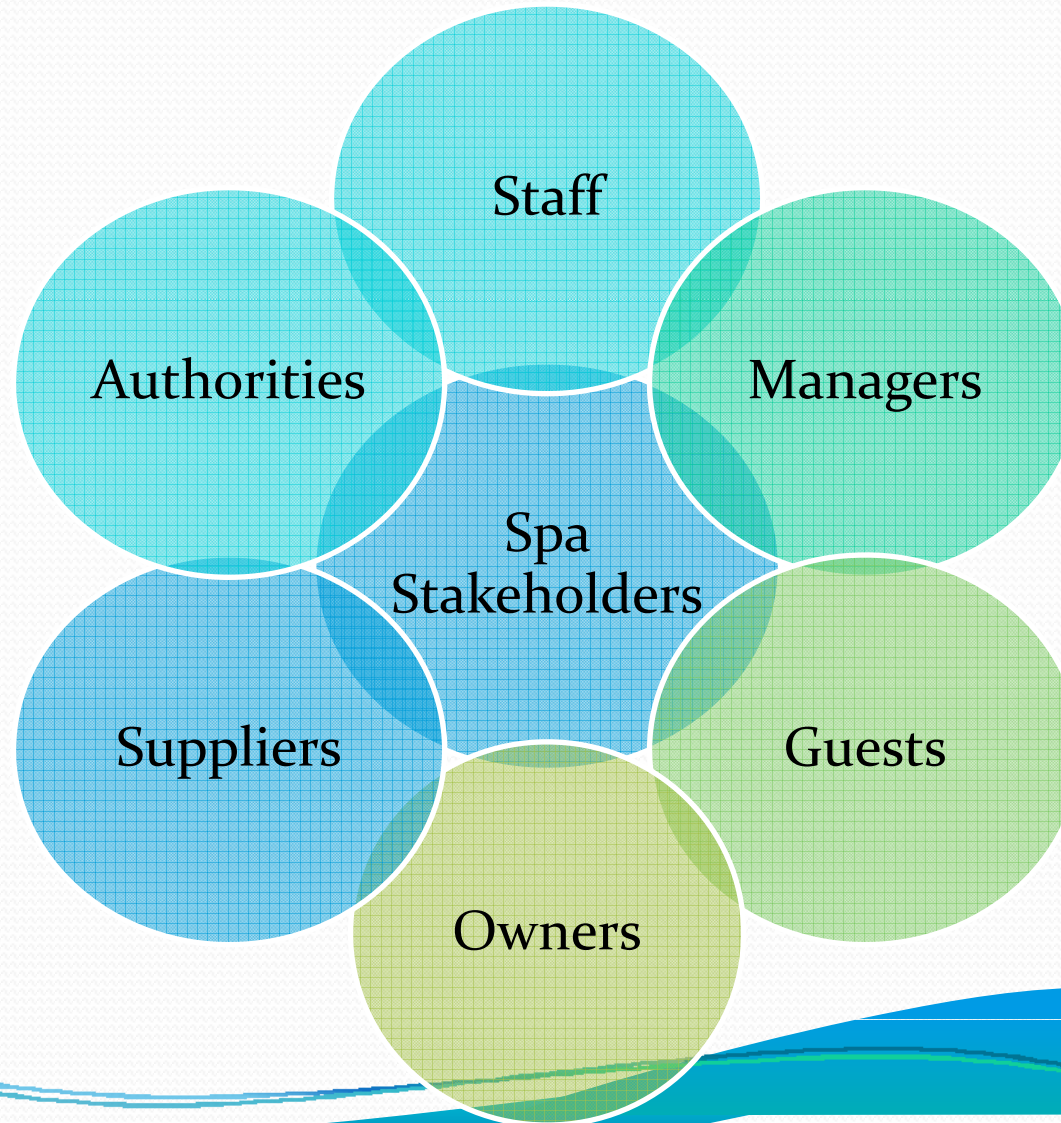 Staff
Authorities
Managers
Spa
Stakeholders
Suppliers
Guests
Owners